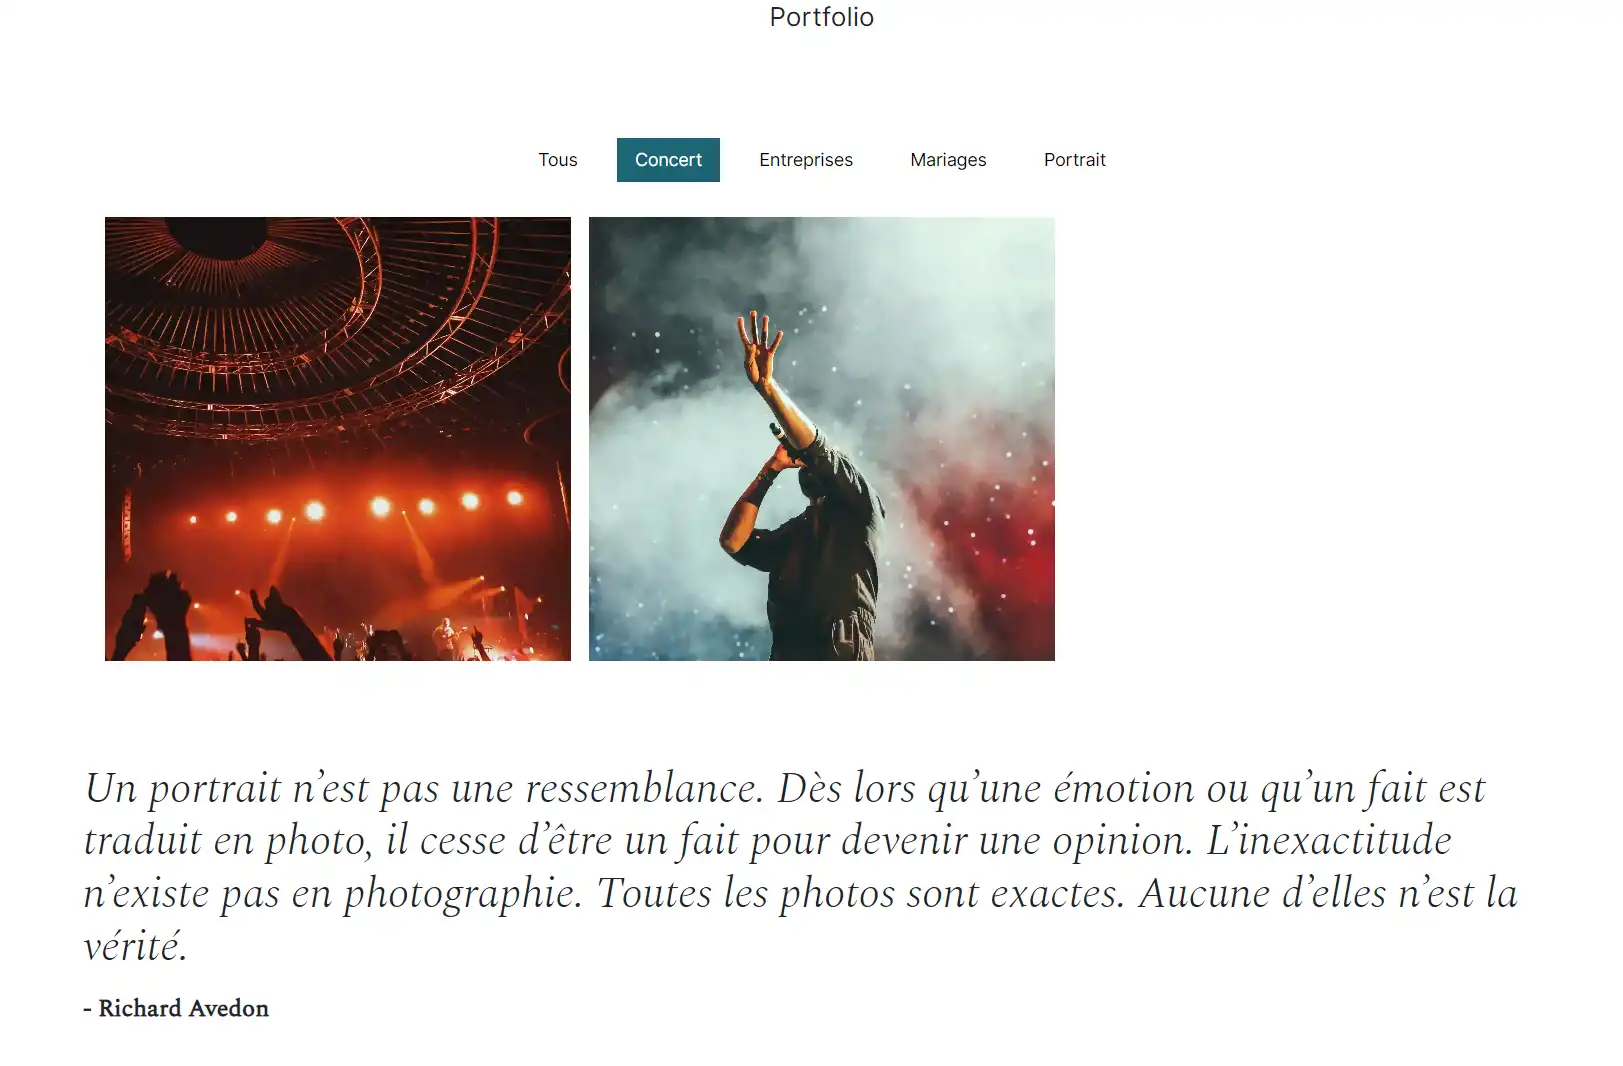 Portfolio
Tous Concert Entreprises Mariages Portrait
Un portrait n’est pas une ressemblance. Dès lors qu’une émotion ou qu’un fait est
traduit en photo, il cesse d’être un fait pour devenir une opinion. L’inexactitude
n’existe pas en photographie. Toutes les photos sont exactes. Aucune d’elles n’est la
vérité.
- Richard Avedon